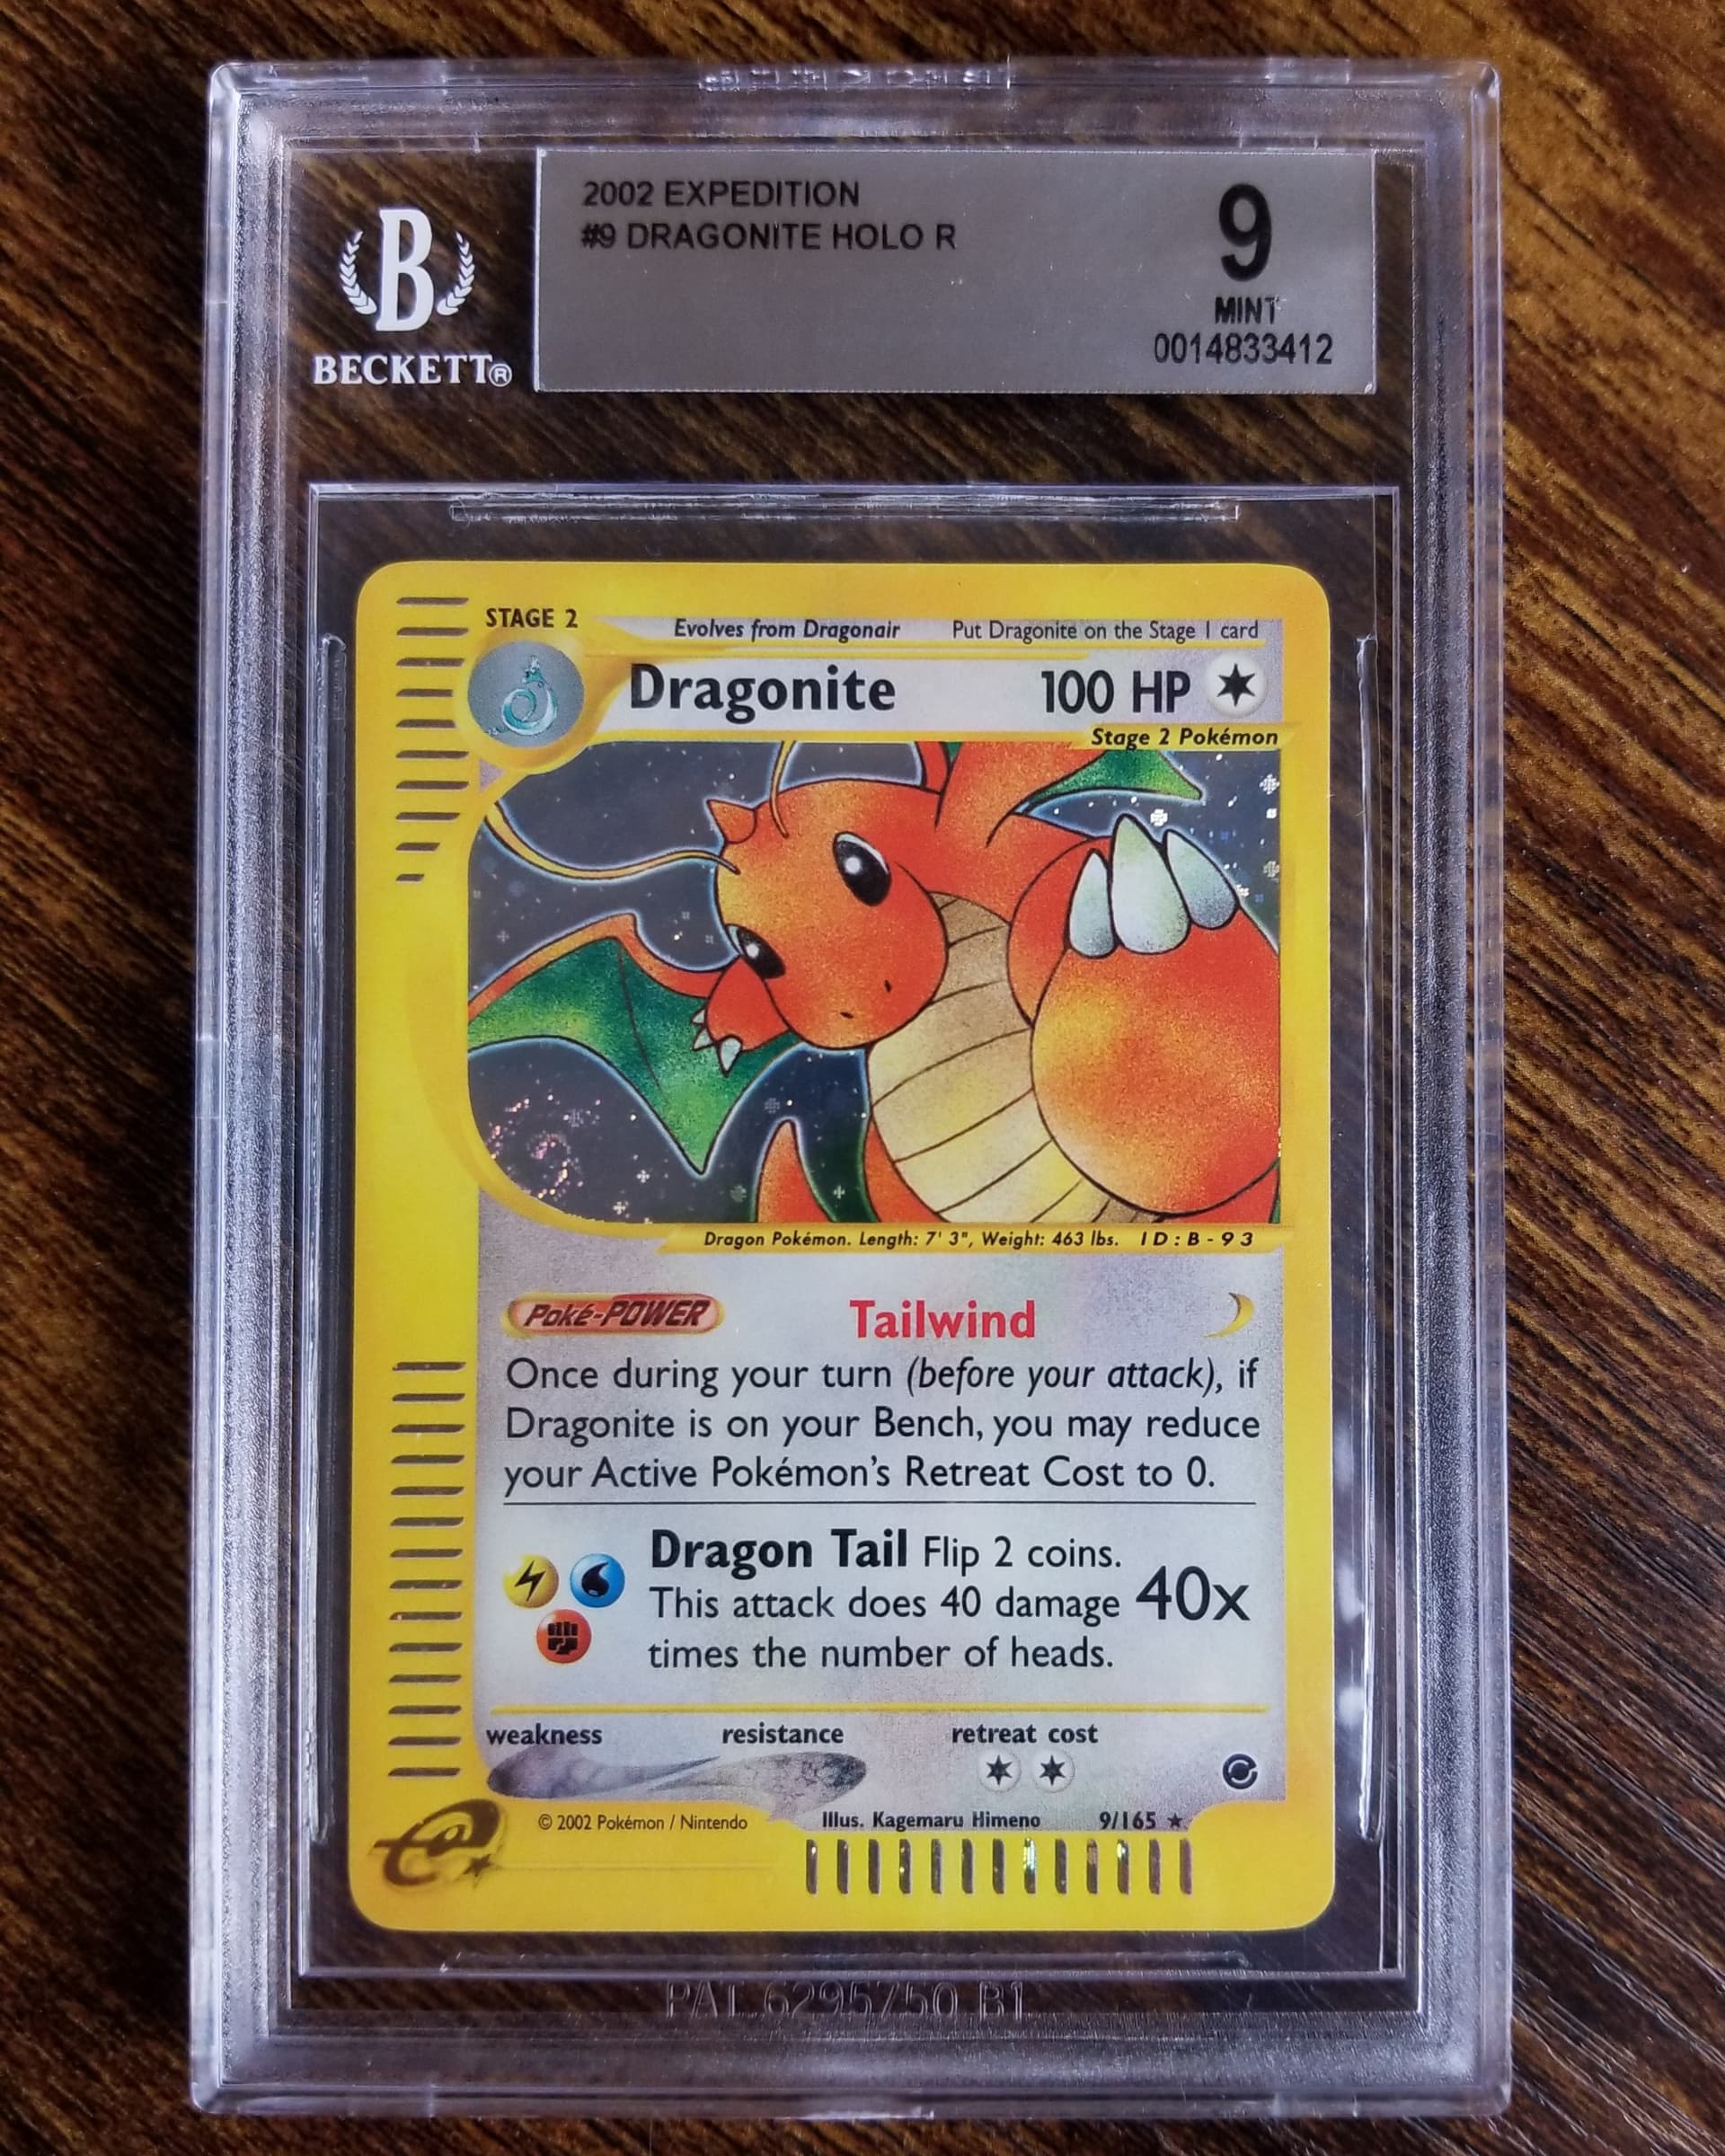 2002 EXPEDITION
#9 DRAGONITE HOLO R
9
MINT
0014833412
B
BECKETT®
STAGE 2
Evolves from Dragonair
Put Dragonite on the Stage 1 card
Dragonite
100 HP
Stage 2 Pokémon
Dragon Pokémon. Length: 7' 3", Weight: 463 lbs. ID:B-93
Poké-POWER
Tailwind
Once during your turn (before your attack), if
Dragonite is on your Bench, you may reduce
your Active Pokémon's Retreat Cost to 0.
Dragon Tail Flip 2 coins.
This attack does 40 damage
times the number of heads.
40x
weakness
resistance
retreat cost
e
© 2002 Pokémon / Nintendo
Illus. Kagemaru Himeno
9/165 ★
PAT. 6295750 B1